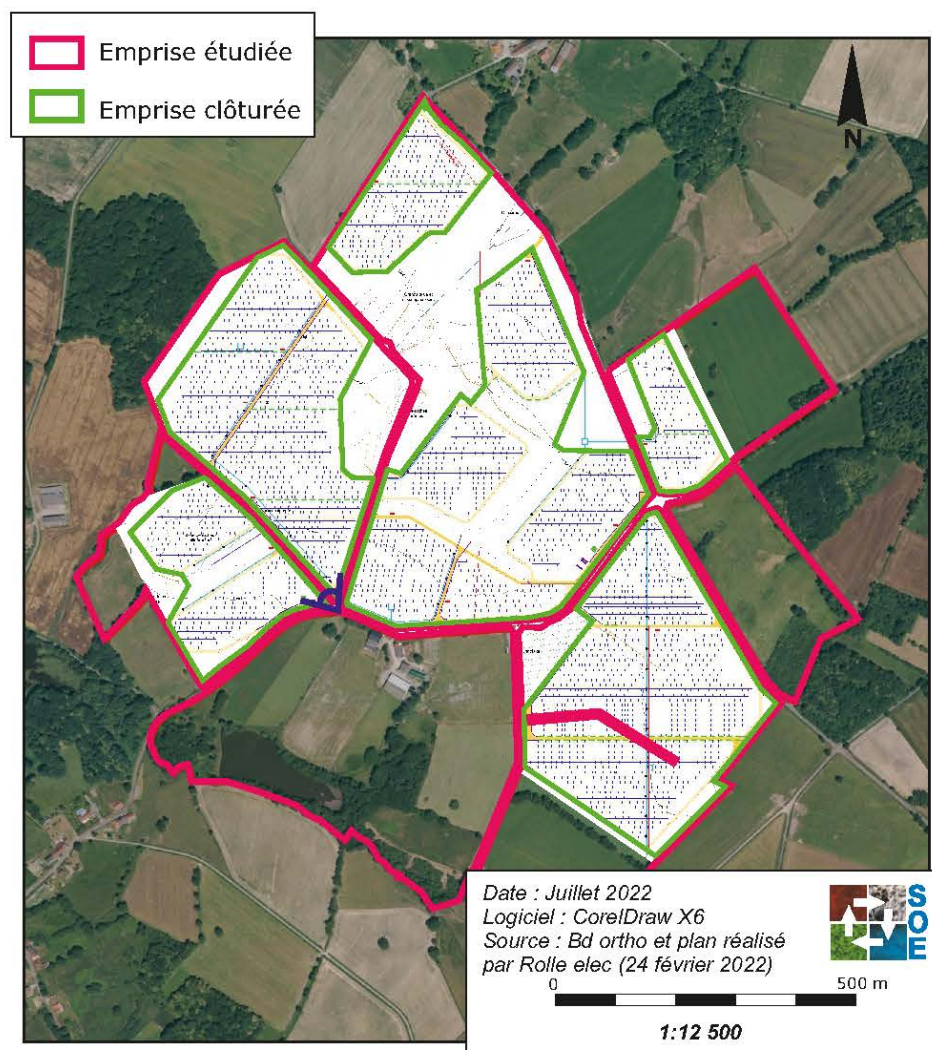 Emprise étudiée
Emprise clôturée
N
Date : Juillet 2022
Logiciel : CorelDraw X6
Source : Bd ortho et plan réalisé
par Rolle elec (24 février 2022)
SOE
0 500 m
1:12 500